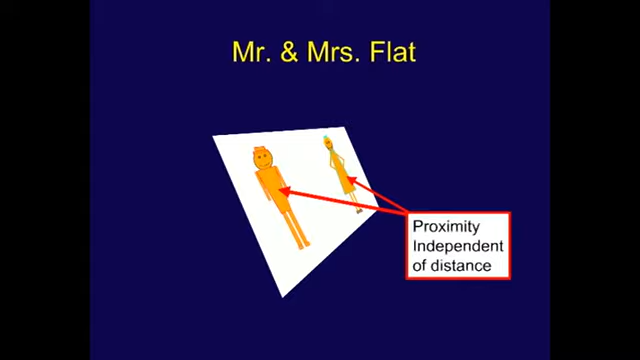 Mr. & Mrs. Flat
Proximity
Independent
of distance